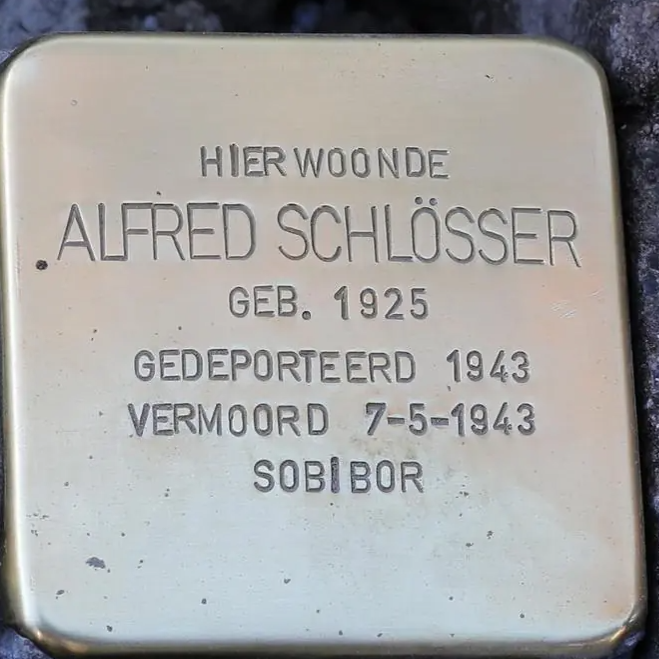 HIER WOONDE
ALFRED SCHLÖSSER
GEB. 1925
GEDEPORTEERD 1943
VERMOORD 7-5-1943
SOBIBOR